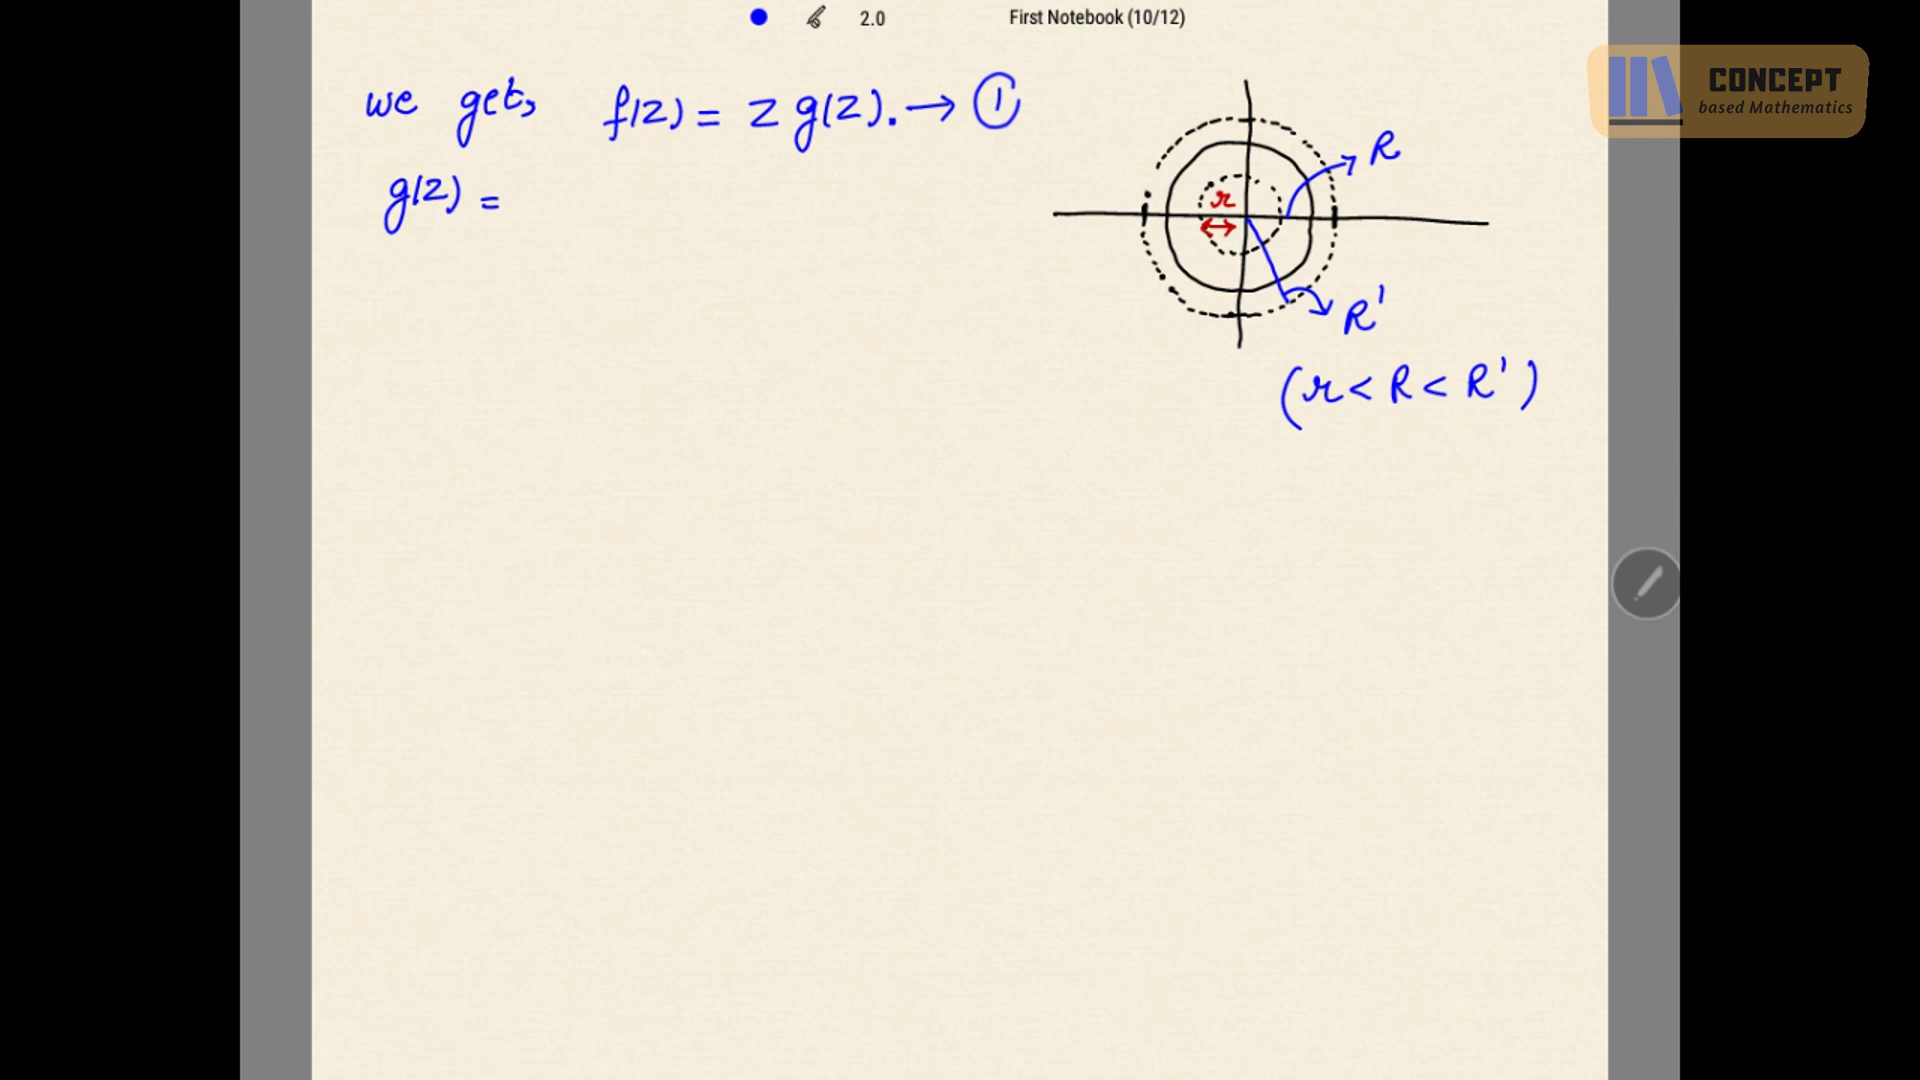 2.0 First Notebook (10/12)
CONCEPT
based Mathematics
we get, f(z) = z g(z). → ①
g(z) =
R
r
R'
(r < R < R')